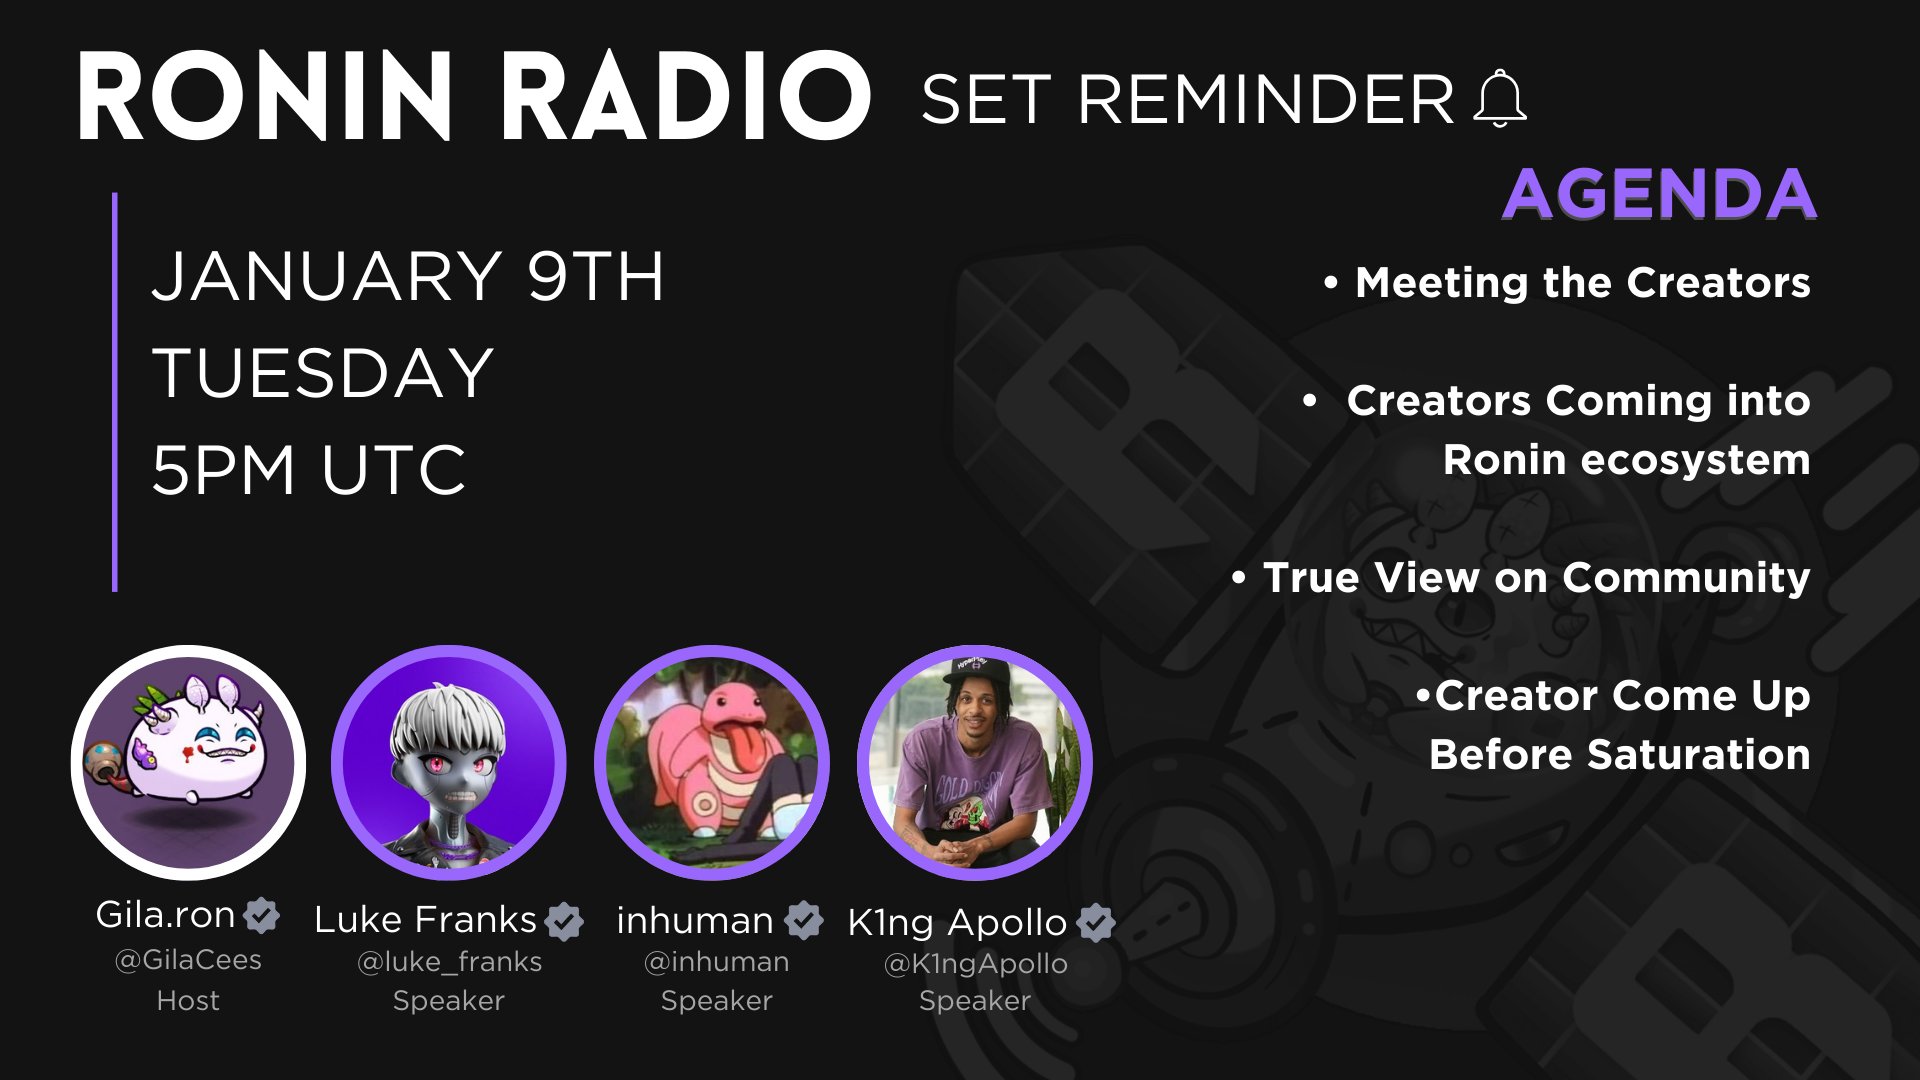 RONIN RADIO SET REMINDER
JANUARY 9TH
TUESDAY
5PM UTC
AGENDA
• Meeting the Creators
• Creators Coming into
Ronin ecosystem
• True View on Community
•Creator Come Up
Before Saturation
Gila.ron
@GilaCees
Host
Luke Franks
@luke_franks
Speaker
inhuman
@inhuman
Speaker
K1ng Apollo
@K1ngApollo
Speaker